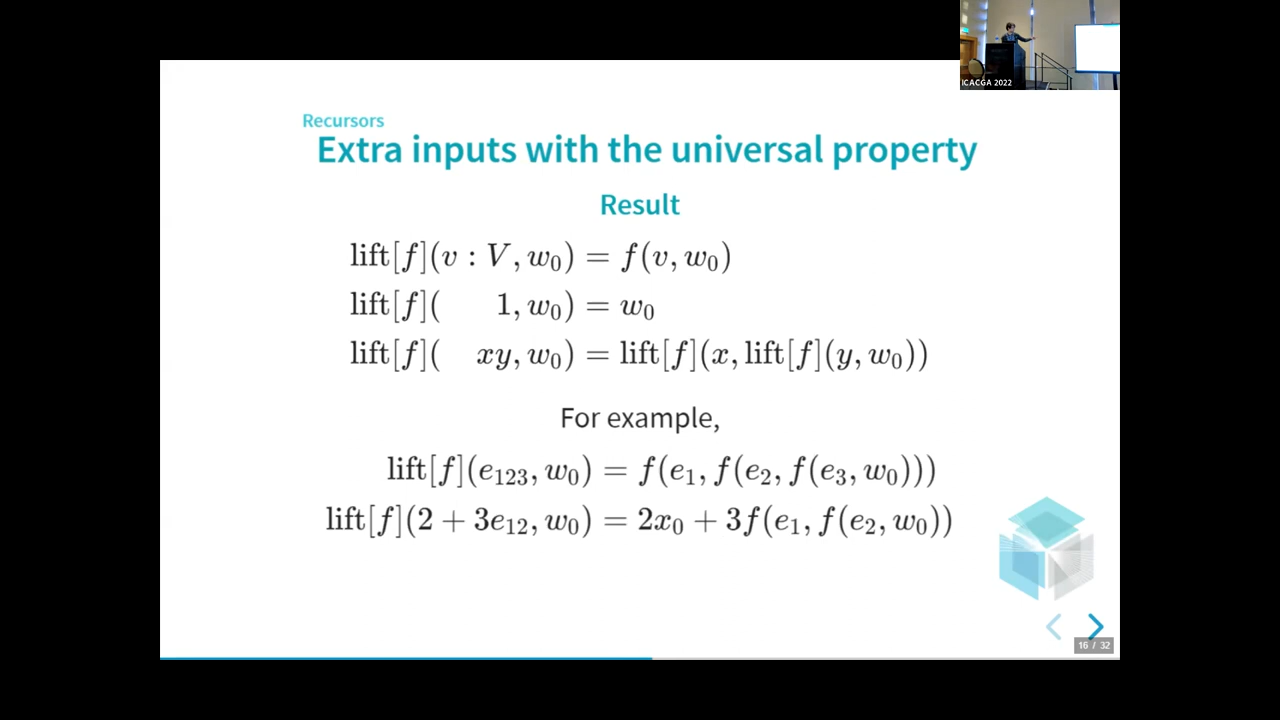 ICACGA 2022
Recursors
Extra inputs with the universal property
Result
lift[f](v : V, w₀) = f(v, w₀)
lift[f](1, w₀) = w₀
lift[f](xy, w₀) = lift[f](x, lift[f](y, w₀))
For example,
lift[f](e₁₂₃, w₀) = f(e₁, f(e₂, f(e₃, w₀)))
lift[f](2 + 3e₁₂, w₀) = 2x₀ + 3f(e₁, f(e₂, w₀))
16 / 32